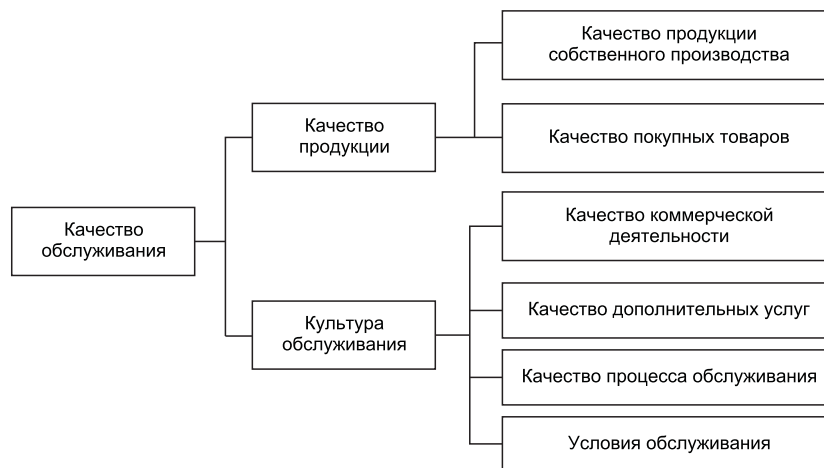 Качество
обслуживания
Качество
продукции
Качество продукции
собственного производства
Качество покупных товаров
Культура
обслуживания
Качество коммерческой
деятельности
Качество дополнительных услуг
Качество процесса обслуживания
Условия обслуживания